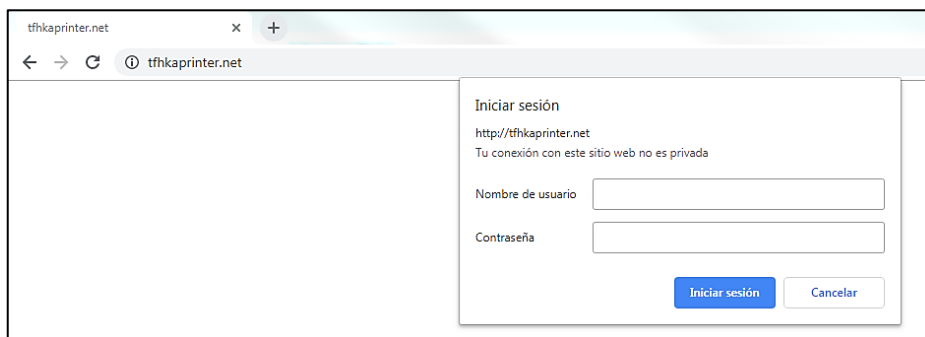 tfhkaprinter.net
tfhkaprinter.net
Iniciar sesión
http://tfhkaprinter.net
Tu conexión con este sitio web no es privada
Nombre de usuario
Contraseña
Iniciar sesión Cancelar